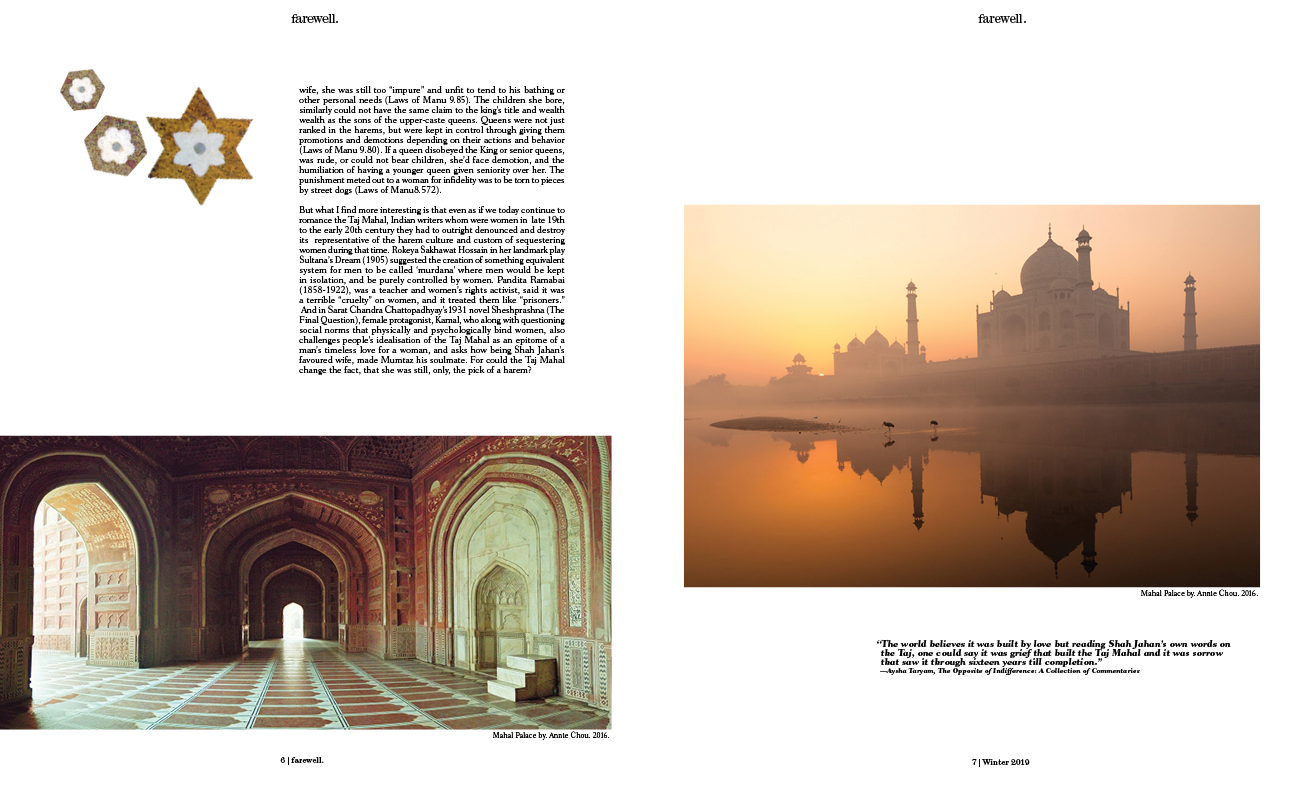 farewell.
wife, she was still too “impure” and unfit to tend to his bathing or
other personal needs (Laws of Manu 9.85). The children she bore,
similarly could not have the same claim to the king’s title and wealth
wealth as the sons of the upper-caste queens. Queens were not just
ranked in the harems, but were kept in control through giving them
promotions and demotions depending on their actions and behavior
(Laws of Manu 9.80). If a queen disobeyed the King or senior queens,
was rude, or could not bear children, she’d face demotion, and the
humiliation of having a younger queen given seniority over her. The
punishment meted out to a woman for infidelity was to be torn to pieces
by street dogs (Laws of Manu8.572).
But what I find more interesting is that even as if we today continue to
romance the Taj Mahal, Indian writers whom were women in late 19th
to the early 20th century they had to outright denounced and destroy
its representative of the harem culture and custom of sequestering
women during that time. Rokeya Sakhawat Hossain in her landmark play
Sultana’s Dream (1905) suggested the creation of something equivalent
system for men to be called ‘murdana’ where men would be kept
in isolation, and be purely controlled by women. Pandita Ramabai
(1858-1922), was a teacher and women’s rights activist, said it was
a terrible “cruelty” on women, and it treated them like “prisoners.”
And in Sarat Chandra Chattopadhyay’s 1931 novel Sheshprashna (The
Final Question), female protagonist, Kamal, who along with questioning
social norms that physically and psychologically bind women, also
challenges people’s idealisation of the Taj Mahal as an epitome of a
man’s timeless love for a woman, and asks how being Shah Jahan’s
favoured wife, made Mumtaz his soulmate. For could the Taj Mahal
change the fact, that she was still, only, the pick of a harem?
Mahal Palace by. Annie Chou. 2016.
6 | farewell.
farewell.
Mahal Palace by. Annie Chou. 2016.
“The world believes it was built by love but reading Shah Jahan’s own words on
the Taj, one could say it was grief that built the Taj Mahal and it was sorrow
that saw it through sixteen years till completion.”
—Aysha Taryam, The Opposite of Indifference: A Collection of Commentaries
7 | Winter 2019